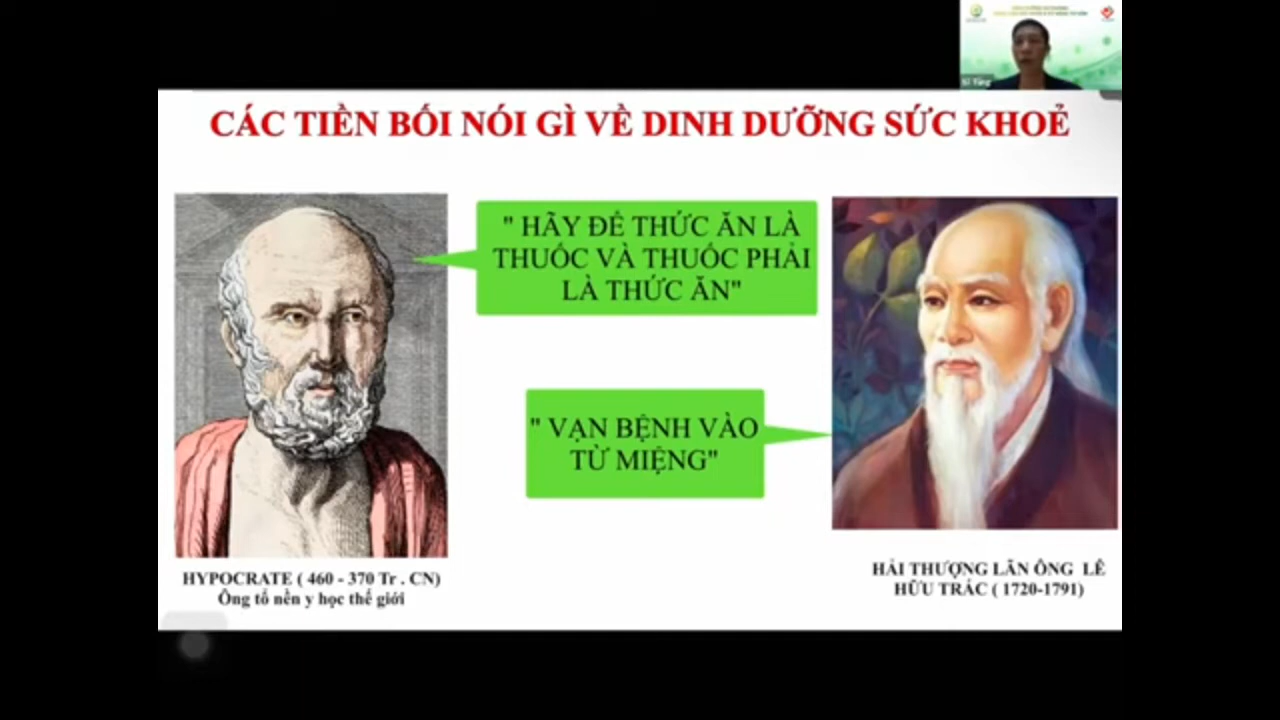 CÁC TIỀN BỐI NÓI GÌ VỀ DINH DƯỠNG SỨC KHOẺ
" HÃY ĐỂ THỨC ĂN LÀ
THUỐC VÀ THUỐC PHẢI
LÀ THỨC ĂN"
" VẠN BỆNH VÀO
TỪ MIỆNG"
HYPOCRATE ( 460 - 370 Tr . CN)
Ông tổ nền y học thế giới
HẢI THƯỢNG LÃN ÔNG LÊ
HỮU TRÁC ( 1720-1791)